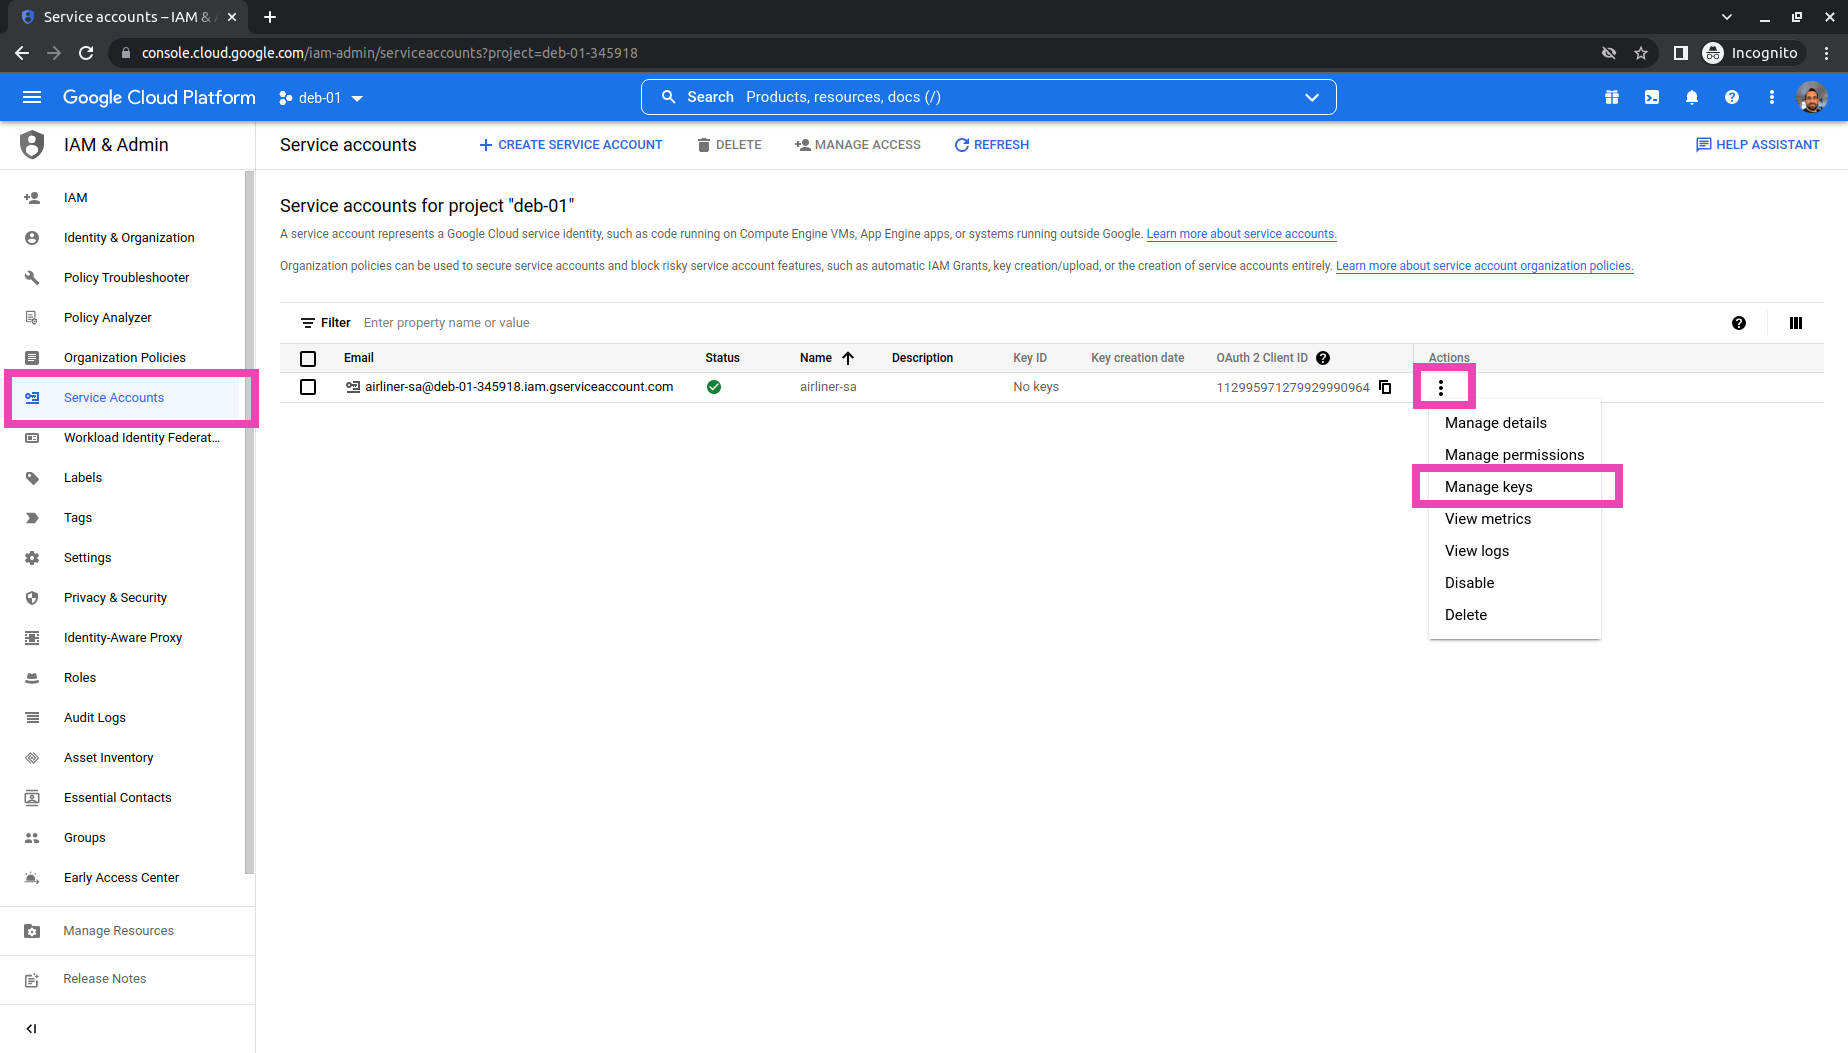 Service accounts – IAM & A
console.cloud.google.com/iam-admin/serviceaccounts?project=deb-01-345918
Incognito
Google Cloud Platform
deb-01
Search Products, resources, docs (/)
IAM & Admin
Service accounts
CREATE SERVICE ACCOUNT
DELETE
MANAGE ACCESS
REFRESH
HELP ASSISTANT
IAM
Identity & Organization
Policy Troubleshooter
Policy Analyzer
Organization Policies
Service Accounts
Workload Identity Federat...
Labels
Tags
Settings
Privacy & Security
Identity-Aware Proxy
Roles
Audit Logs
Asset Inventory
Essential Contacts
Groups
Early Access Center
Manage Resources
Release Notes
Service accounts for project "deb-01"
A service account represents a Google Cloud service identity, such as code running on Compute Engine VMs, App Engine apps, or systems running outside Google. Learn more about service accounts.
Organization policies can be used to secure service accounts and block risky service account features, such as automatic IAM Grants, key creation/upload, or the creation of service accounts entirely. Learn more about service account organization policies.
Filter Enter property name or value
Email Status Name Description Key ID Key creation date OAuth 2 Client ID Actions
airliner-sa@deb-01-345918.iam.gserviceaccount.com airliner-sa No keys 112995971279929990964
Manage details
Manage permissions
Manage keys
View metrics
View logs
Disable
Delete